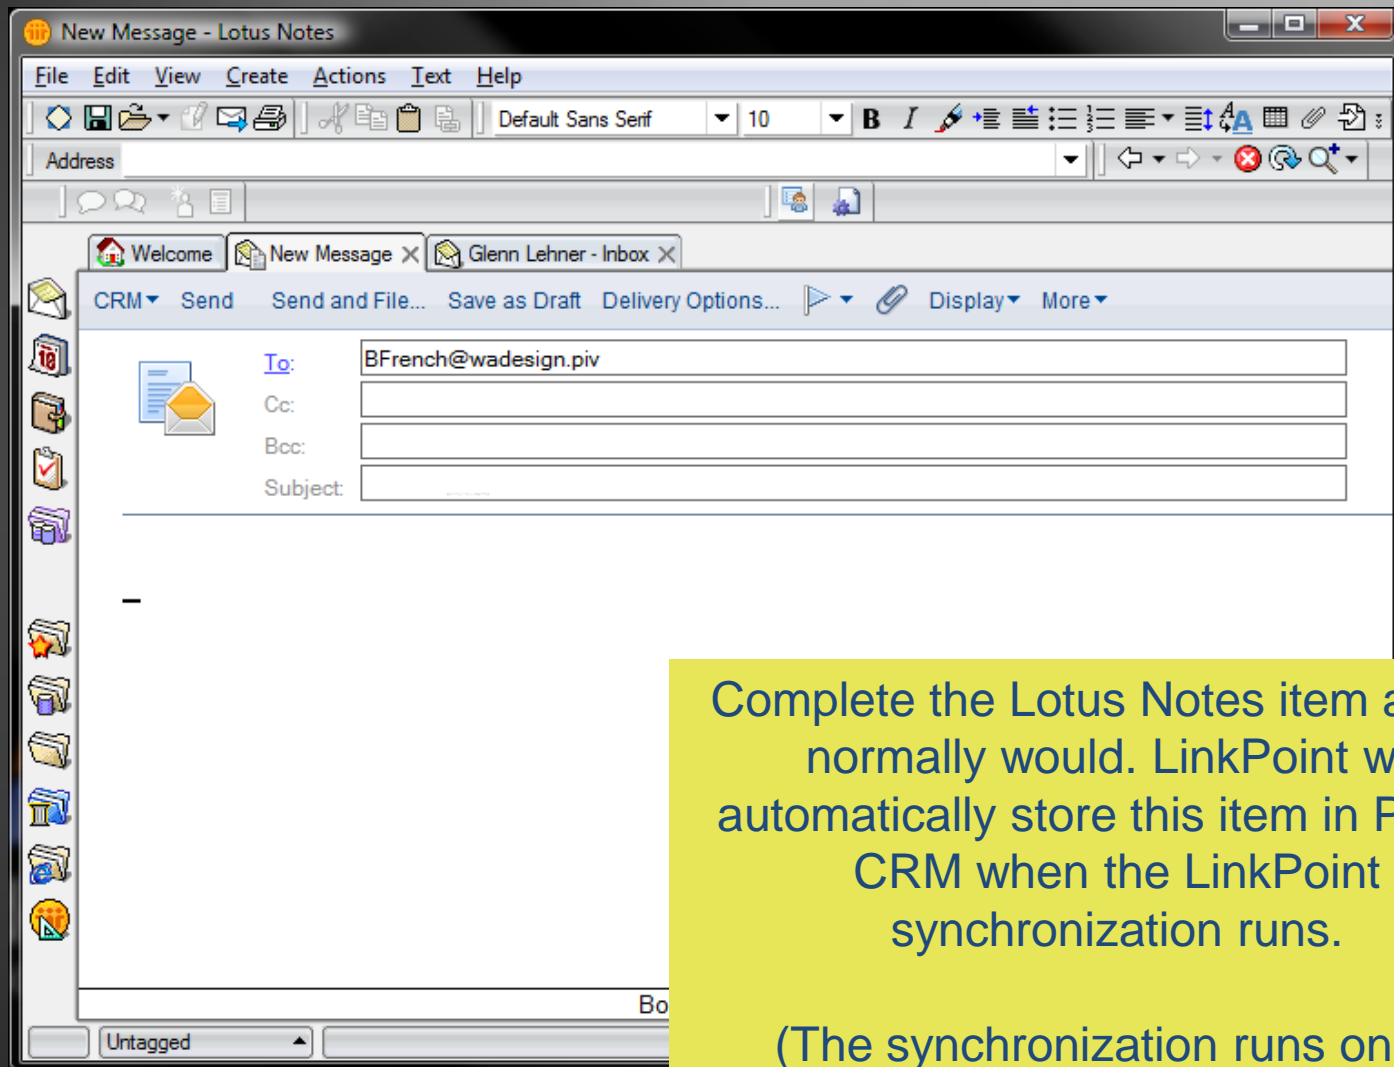 New Message - Lotus Notes
File Edit View Create Actions Text Help
Default Sans Serif 10
Address
Welcome New Message Glenn Lehner - Inbox
CRM Send Send and File... Save as Draft Delivery Options... Display More
To: BFrench@wadesign.piv
Cc:
Bcc:
Subject:
Complete the Lotus Notes item
normally would. LinkPoint
automatically store this item in
CRM when the LinkPoint
synchronization runs.
(The synchronization runs on
Untagged